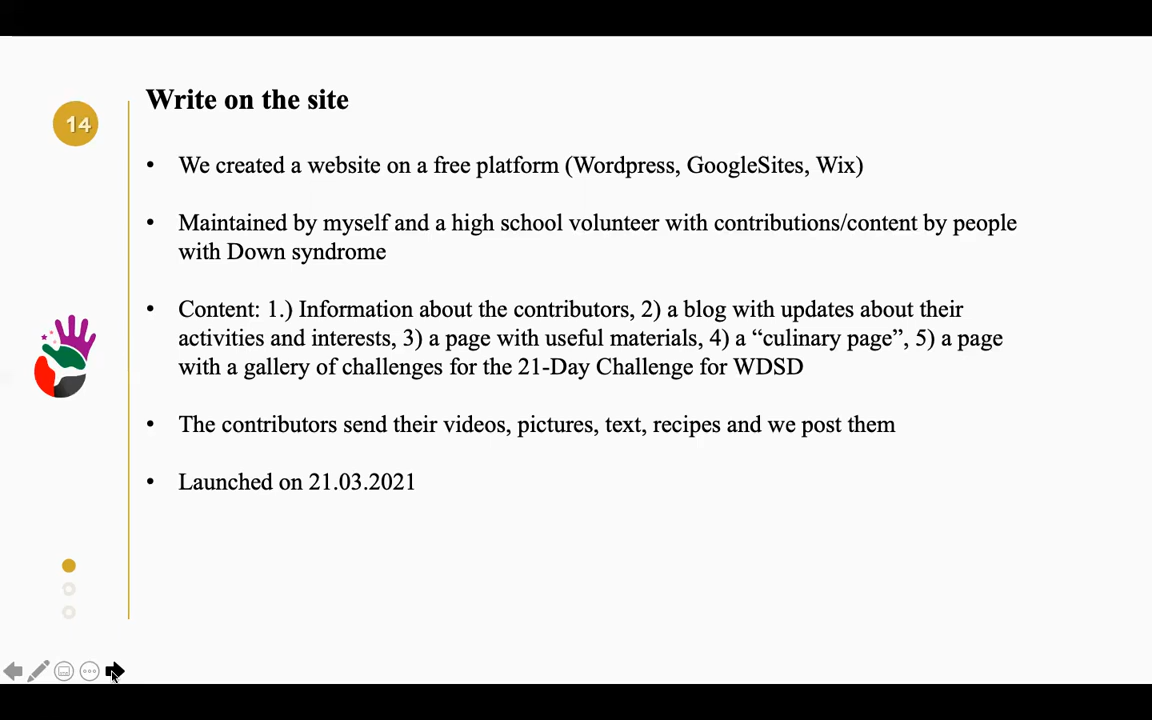 Write on the site
14
• We created a website on a free platform (Wordpress, GoogleSites, Wix)
• Maintained by myself and a high school volunteer with contributions/content by people
with Down syndrome
• Content: 1.) Information about the contributors, 2) a blog with updates about their
activities and interests, 3) a page with useful materials, 4) a “culinary page”, 5) a page
with a gallery of challenges for the 21-Day Challenge for WDSD
• The contributors send their videos, pictures, text, recipes and we post them
• Launched on 21.03.2021